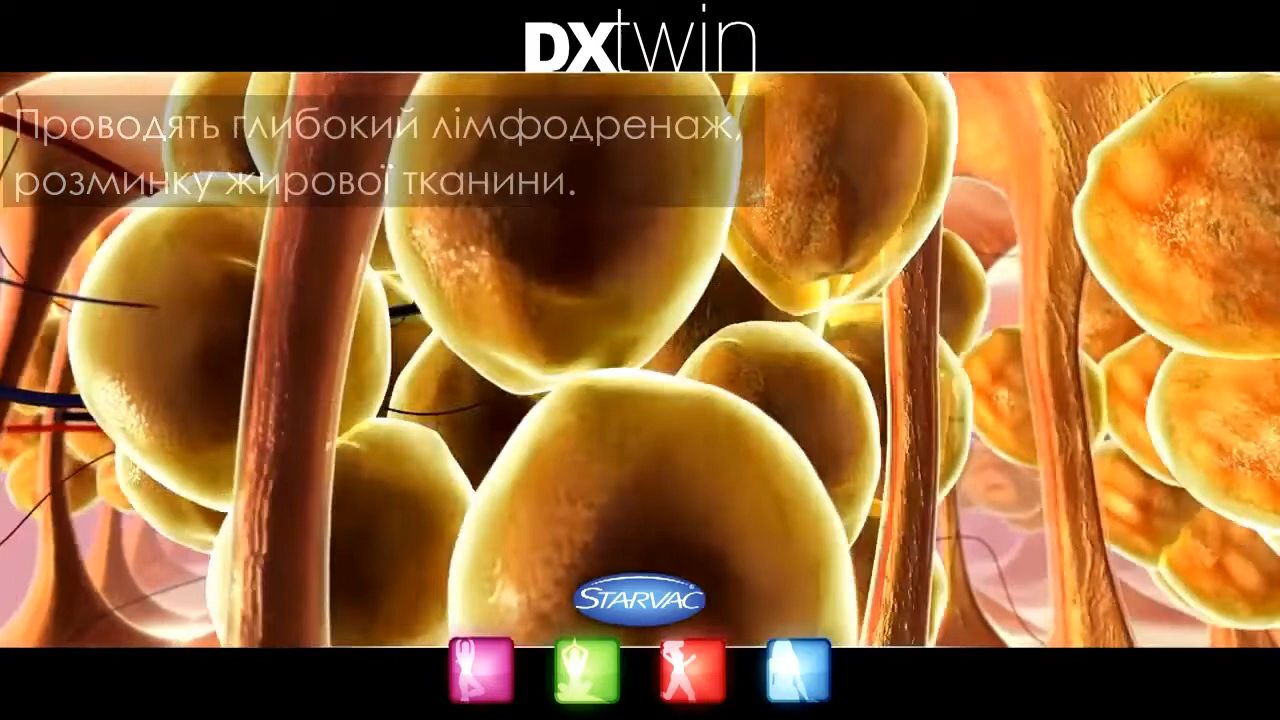 DXtwin
Проводять глибокий лімфодренаж,
розминку жирової тканини.
STARVAC